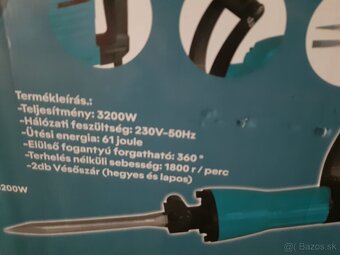 Termékleírás.:
-Teljesítmény: 3200W
-Hálózati feszültség: 230V-50Hz
-Ütési energia: 61 joule
-Elülső fogantyú forgatható: 360°
-Terhelés nélküli sebesség: 1800 r / perc
-2db Vésőszár (hegyes és lapos)
3200W
Bazos.sk